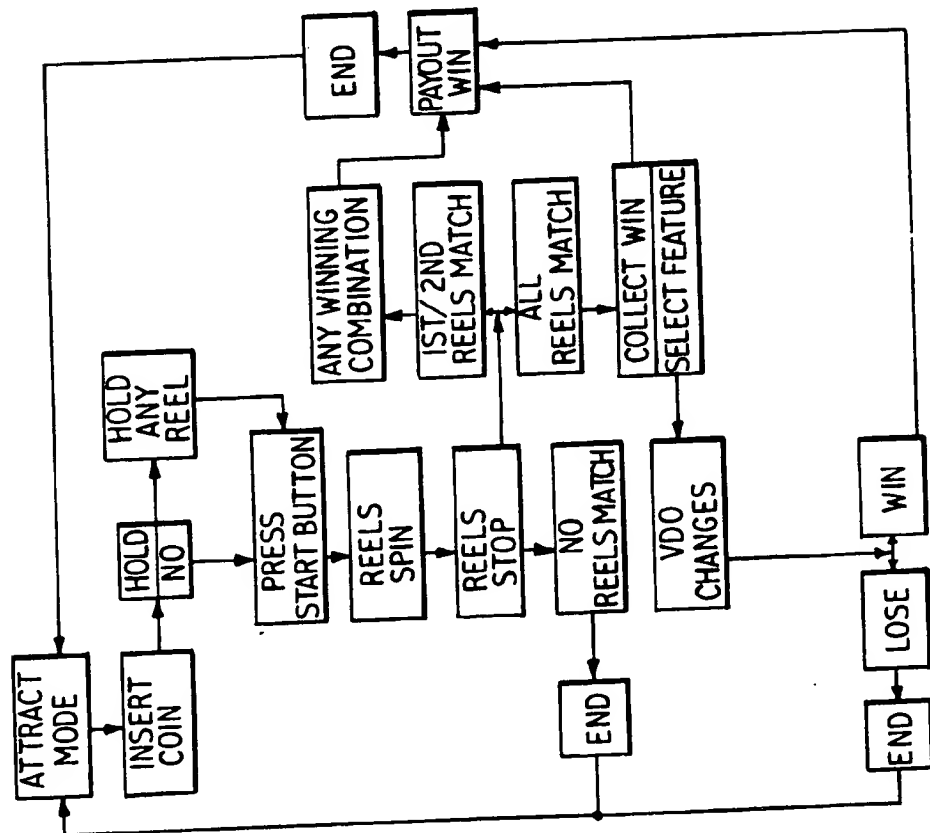 ATTRACT
MODE
INSERT
COIN
HOLD
NO
HOLD
ANY
REEL
PRESS
START BUTTON
REELS
SPIN
REELS
STOP
NO
REELS MATCH
END
ANY WINNING
COMBINATION
1ST/2ND
REELS MATCH
ALL
REELS MATCH
COLLECT WIN
SELECT FEATURE
PAYOUT
WIN
END
VDO
CHANGES
WIN
LOSE
END